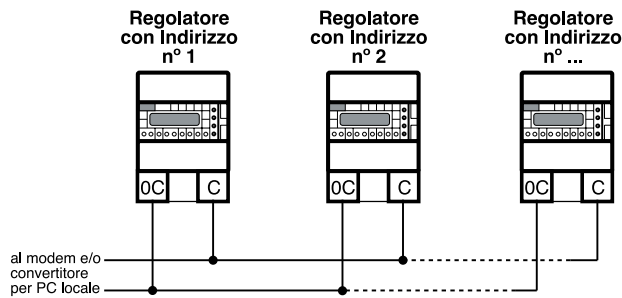 Regolatore
con Indirizzo
n° 1
Regolatore
con Indirizzo
n° 2
Regolatore
con Indirizzo
n° ...
0C C
0C C
0C C
al modem e/o
convertitore
per PC locale